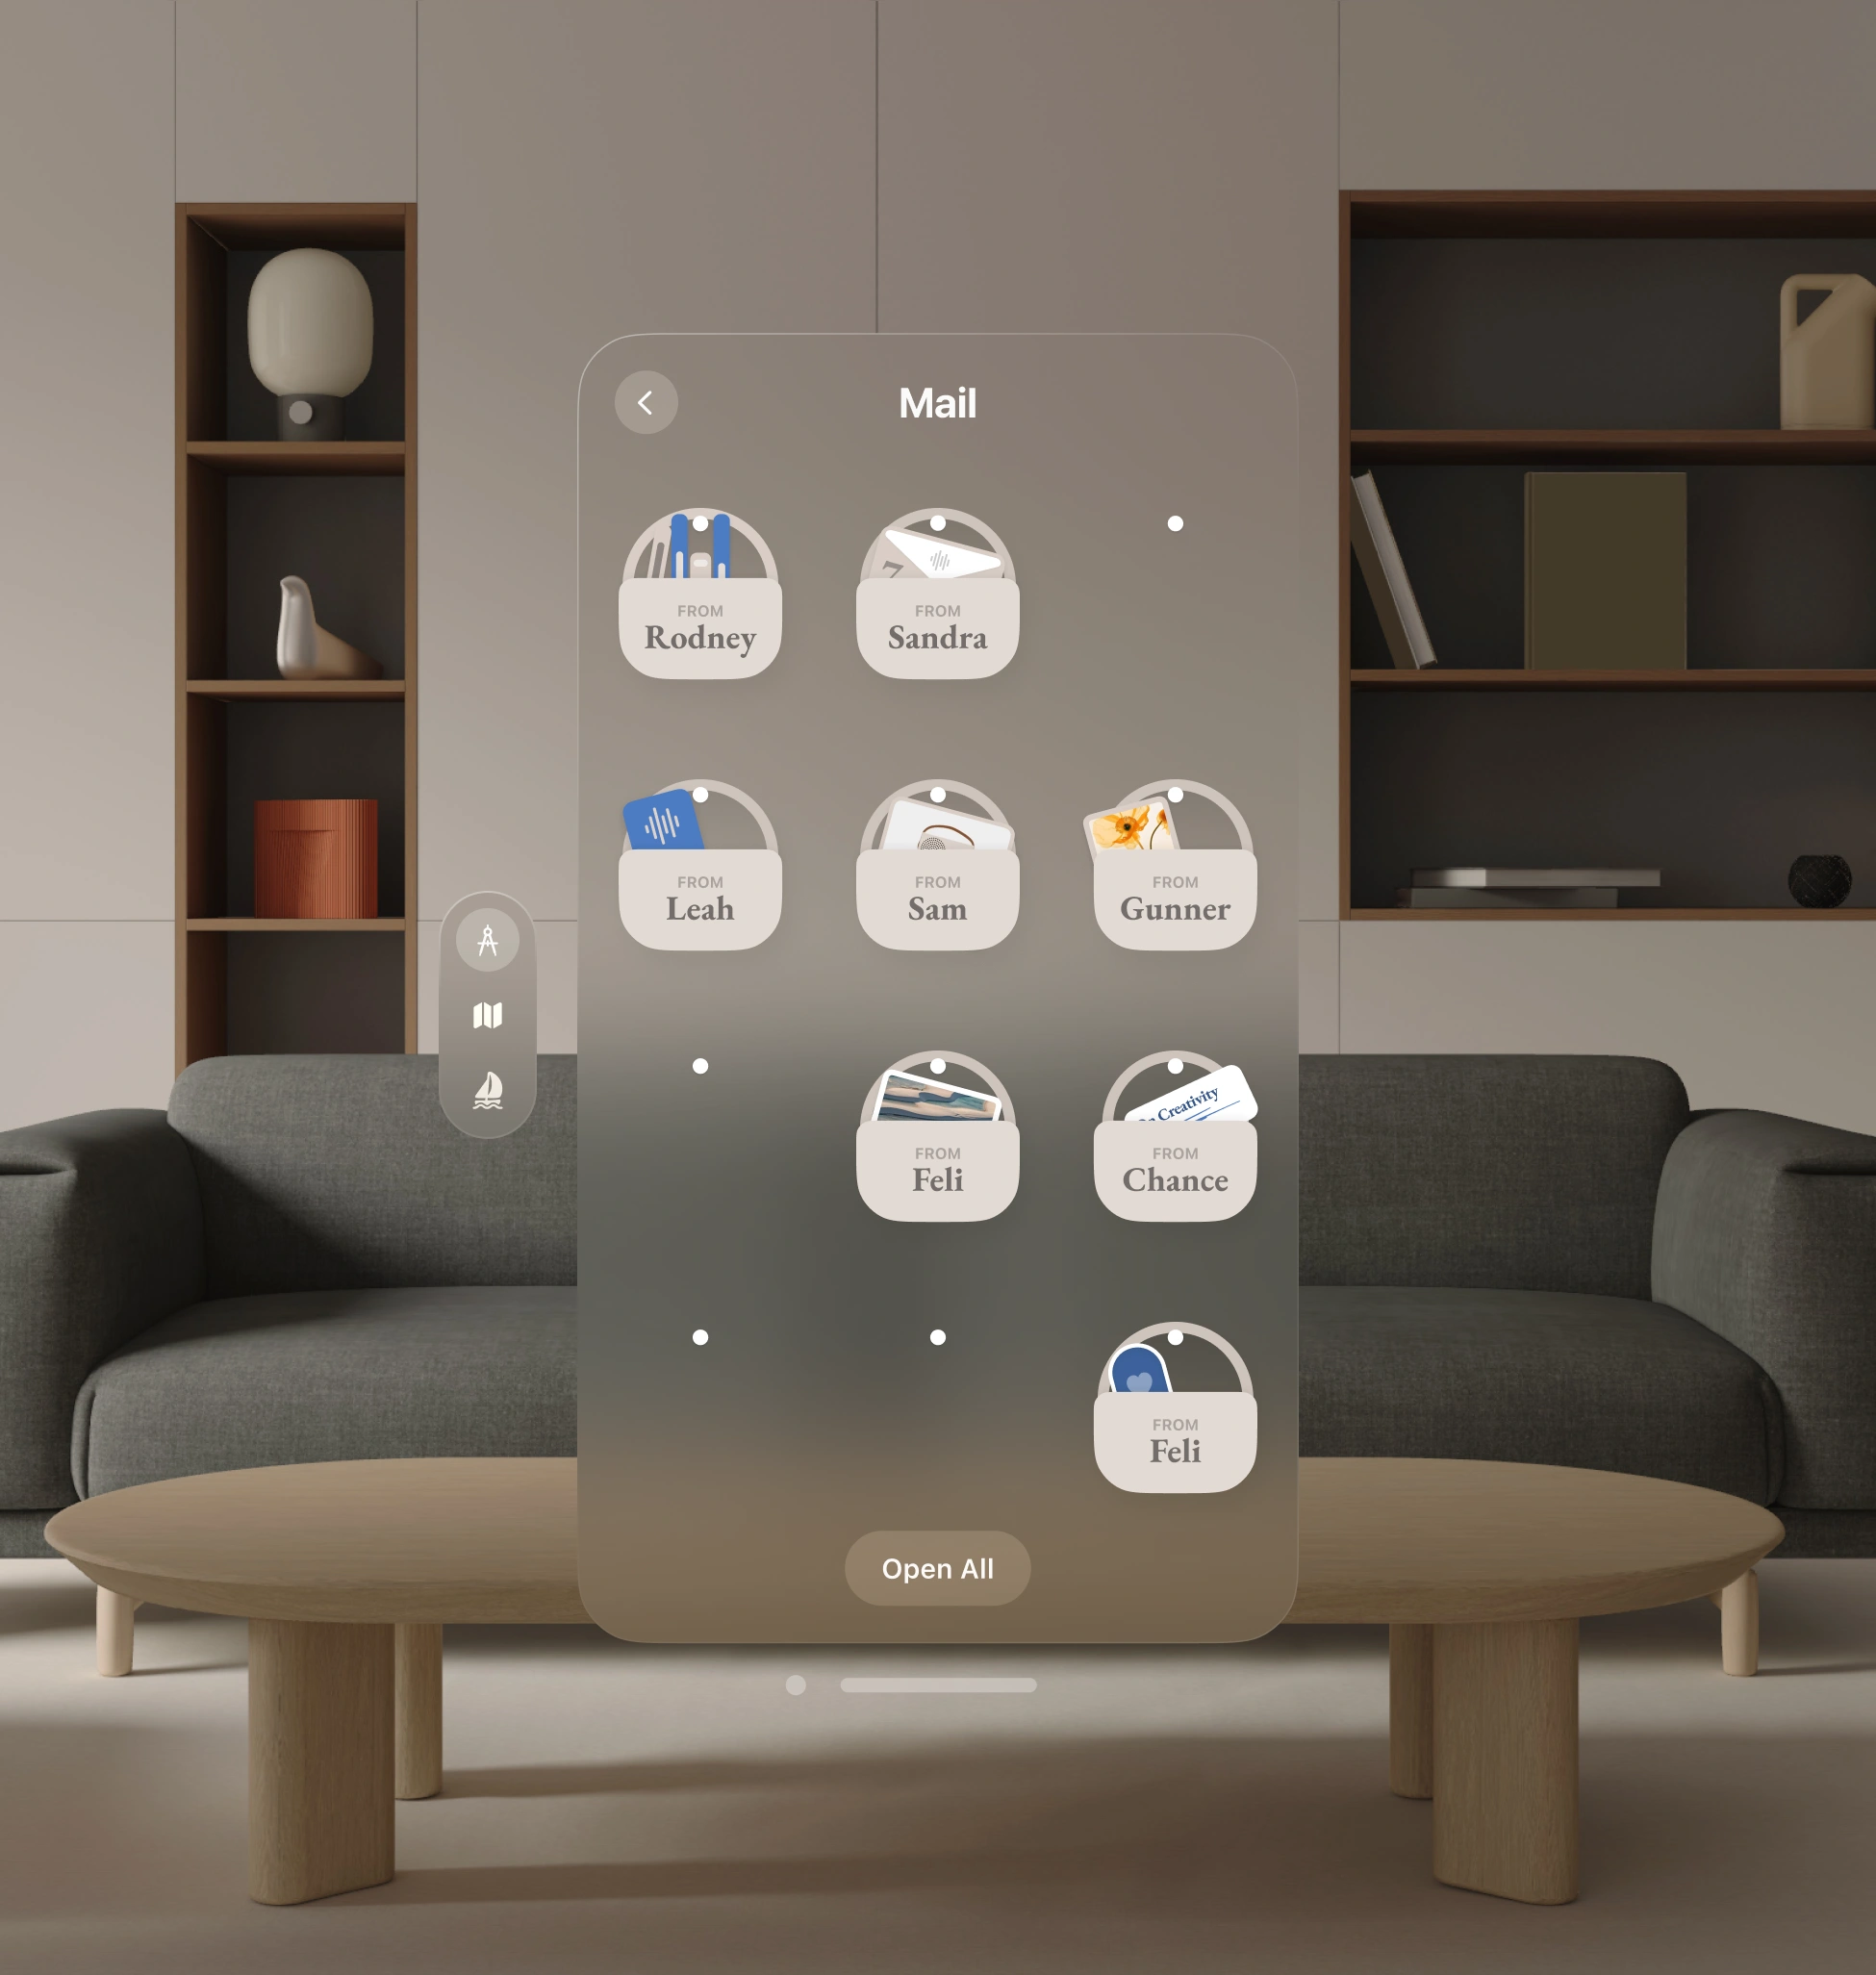 Mail
FROM
Rodney
7
FROM
Sandra
FROM
Leah
FROM
Sam
FROM
Gunner
FROM
Feli
Creativity
FROM
Chance
FROM
Feli
Open All